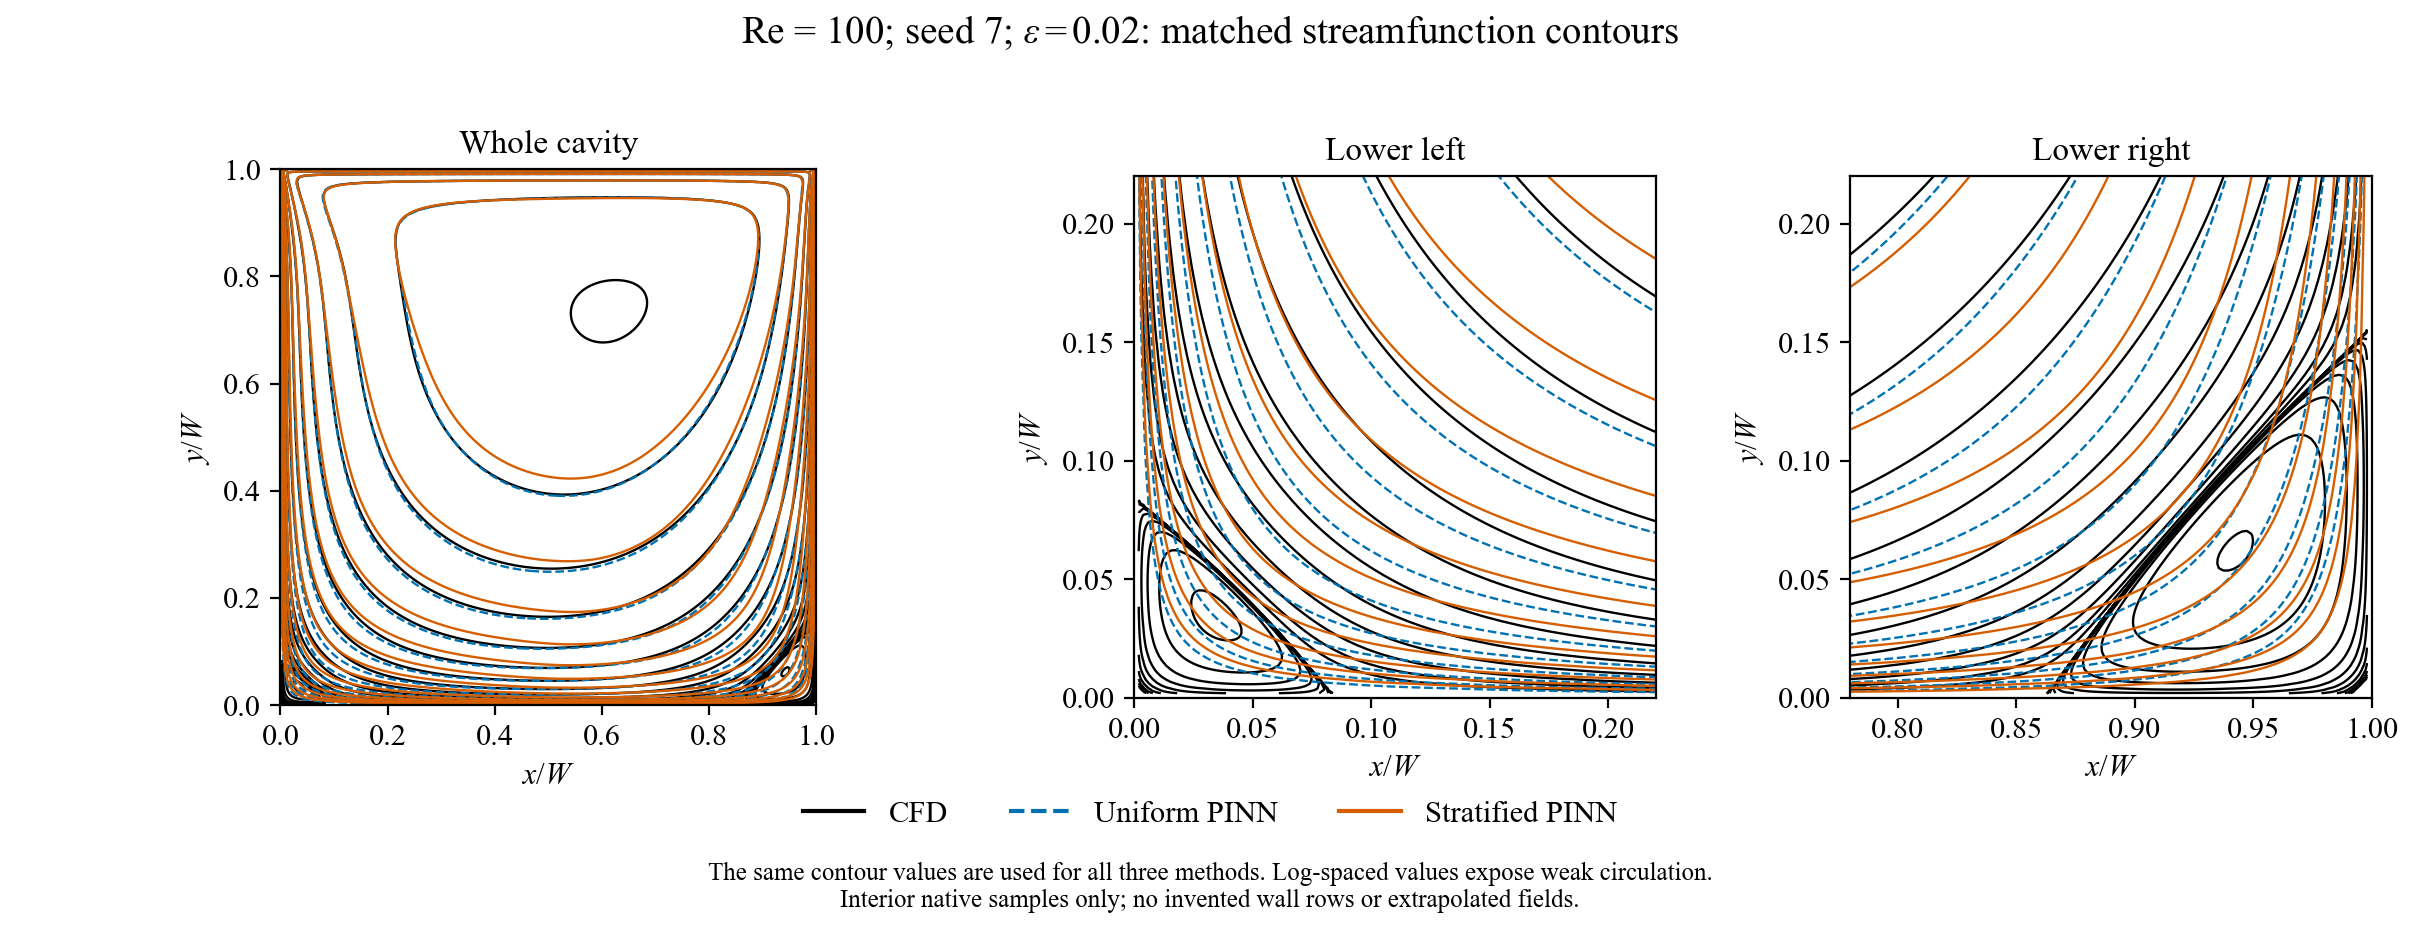 Re = 100; seed 7; ε = 0.02: matched streamfunction contours
Whole cavity
Lower left
Lower right
1.0
0.8
0.6
0.4
0.2
0.0
y/W
0.0 0.2 0.4 0.6 0.8 1.0
x/W
0.20
0.15
0.10
0.05
0.00
y/W
0.00 0.05 0.10 0.15 0.20
x/W
0.20
0.15
0.10
0.05
0.00
y/W
0.80 0.85 0.90 0.95 1.00
x/W
CFD Uniform PINN Stratified PINN
The same contour values are used for all three methods. Log-spaced values expose weak circulation.
Interior native samples only; no invented wall rows or extrapolated fields.